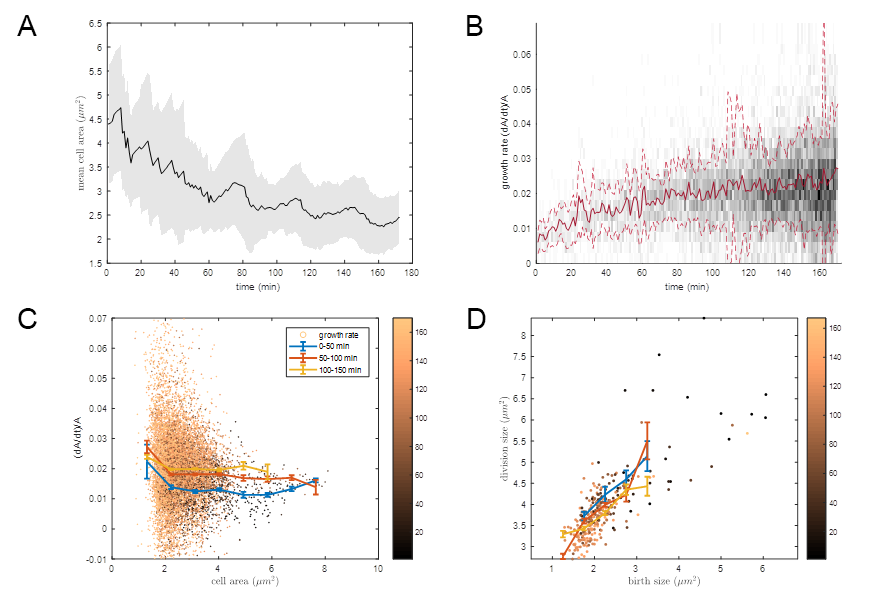 A
6.5
6
5.5
5
4.5
4
3.5
3
2.5
2
1.5
mean cell area (μm²)
0 20 40 60 80 100 120 140 160 180
time (min)
B
0.06
0.05
0.04
0.03
0.02
0.01
0
growth rate (dA/dt)/A
0 20 40 60 80 100 120 140 160
time (min)
C
0.07
0.06
0.05
0.04
0.03
0.02
0.01
0
-0.01
(dA/dt)/A
0 2 4 6 8 10
cell area (μm²)
growth rate
0-50 min
50-100 min
100-150 min
160
140
120
100
80
60
40
20
D
8
7.5
7
6.5
6
5.5
5
4.5
4
3.5
3
division size (μm²)
1 2 3 4 5 6
birth size (μm²)
160
140
120
100
80
60
40
20